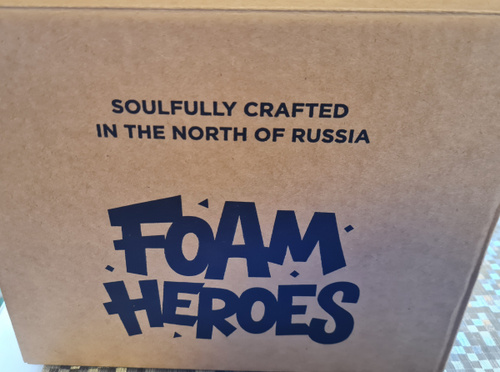 SOULFULLY CRAFTED
IN THE NORTH OF RUSSIA
FOAM
HEROES